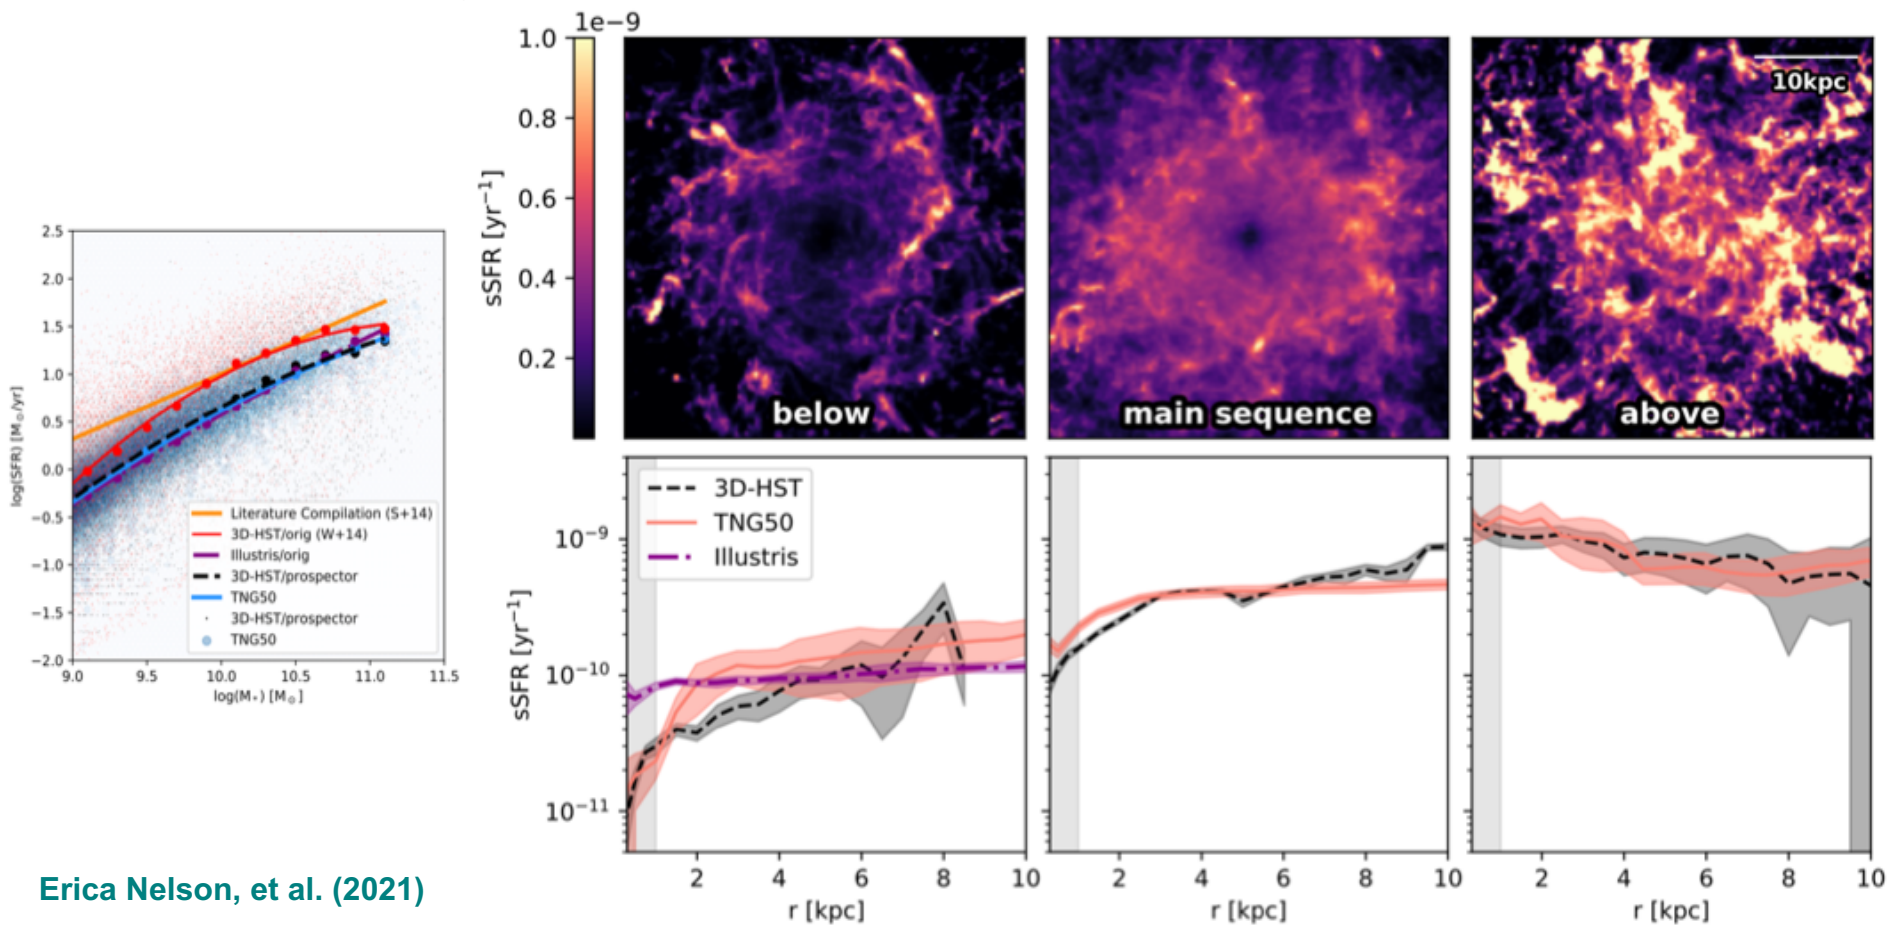 1e−9
1.0
0.8
0.6
0.4
0.2
sSFR [yr⁻¹]
below
main sequence
above
10kpc
2.5
2.0
1.5
1.0
0.5
0.0
−0.5
−1.0
−1.5
−2.0
log(SFR) [M☉/yr]
Literature Compilation (S+14)
3D-HST/orig (W+14)
Illustris/orig
3D-HST/prospector
TNG50
3D-HST/prospector
TNG50
9.0 9.5 10.0 10.5 11.0 11.5
log(M*) [M☉]
3D-HST
TNG50
Illustris
10⁻⁹
10⁻¹⁰
10⁻¹¹
sSFR [yr⁻¹]
2 4 6 8 10
r [kpc]
2 4 6 8 10
r [kpc]
2 4 6 8 10
r [kpc]
Erica Nelson, et al. (2021)